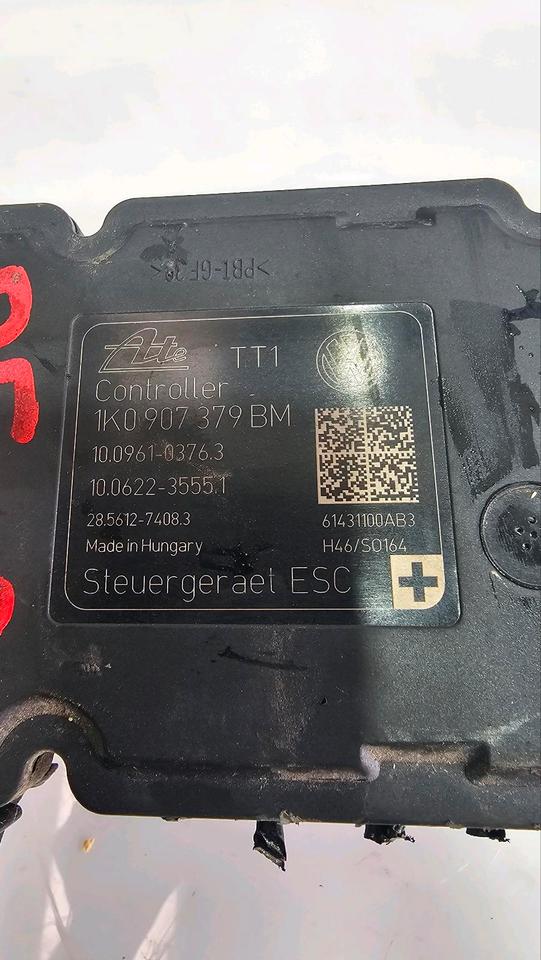 >PBT-GF30<
Ate TT1
Controller
1K0 907 379 BM
10.0961-0376.3
10.0622-3555.1
28.5612-7408.3 61431100AB3
Made in Hungary H46/SO164
Steuergeraet ESC